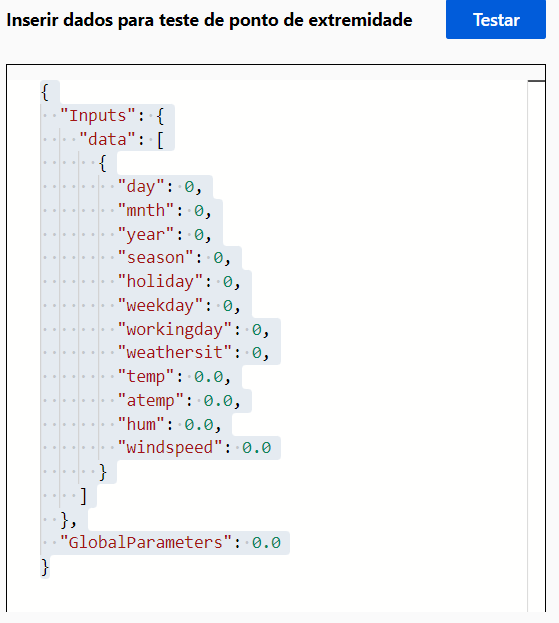 Inserir dados para teste de ponto de extremidade
Testar
{
  "Inputs": {
    "data": [
      {
        "day": 0,
        "mnth": 0,
        "year": 0,
        "season": 0,
        "holiday": 0,
        "weekday": 0,
        "workingday": 0,
        "weathersit": 0,
        "temp": 0.0,
        "atemp": 0.0,
        "hum": 0.0,
        "windspeed": 0.0
      }
    ]
  },
  "GlobalParameters": 0.0
}